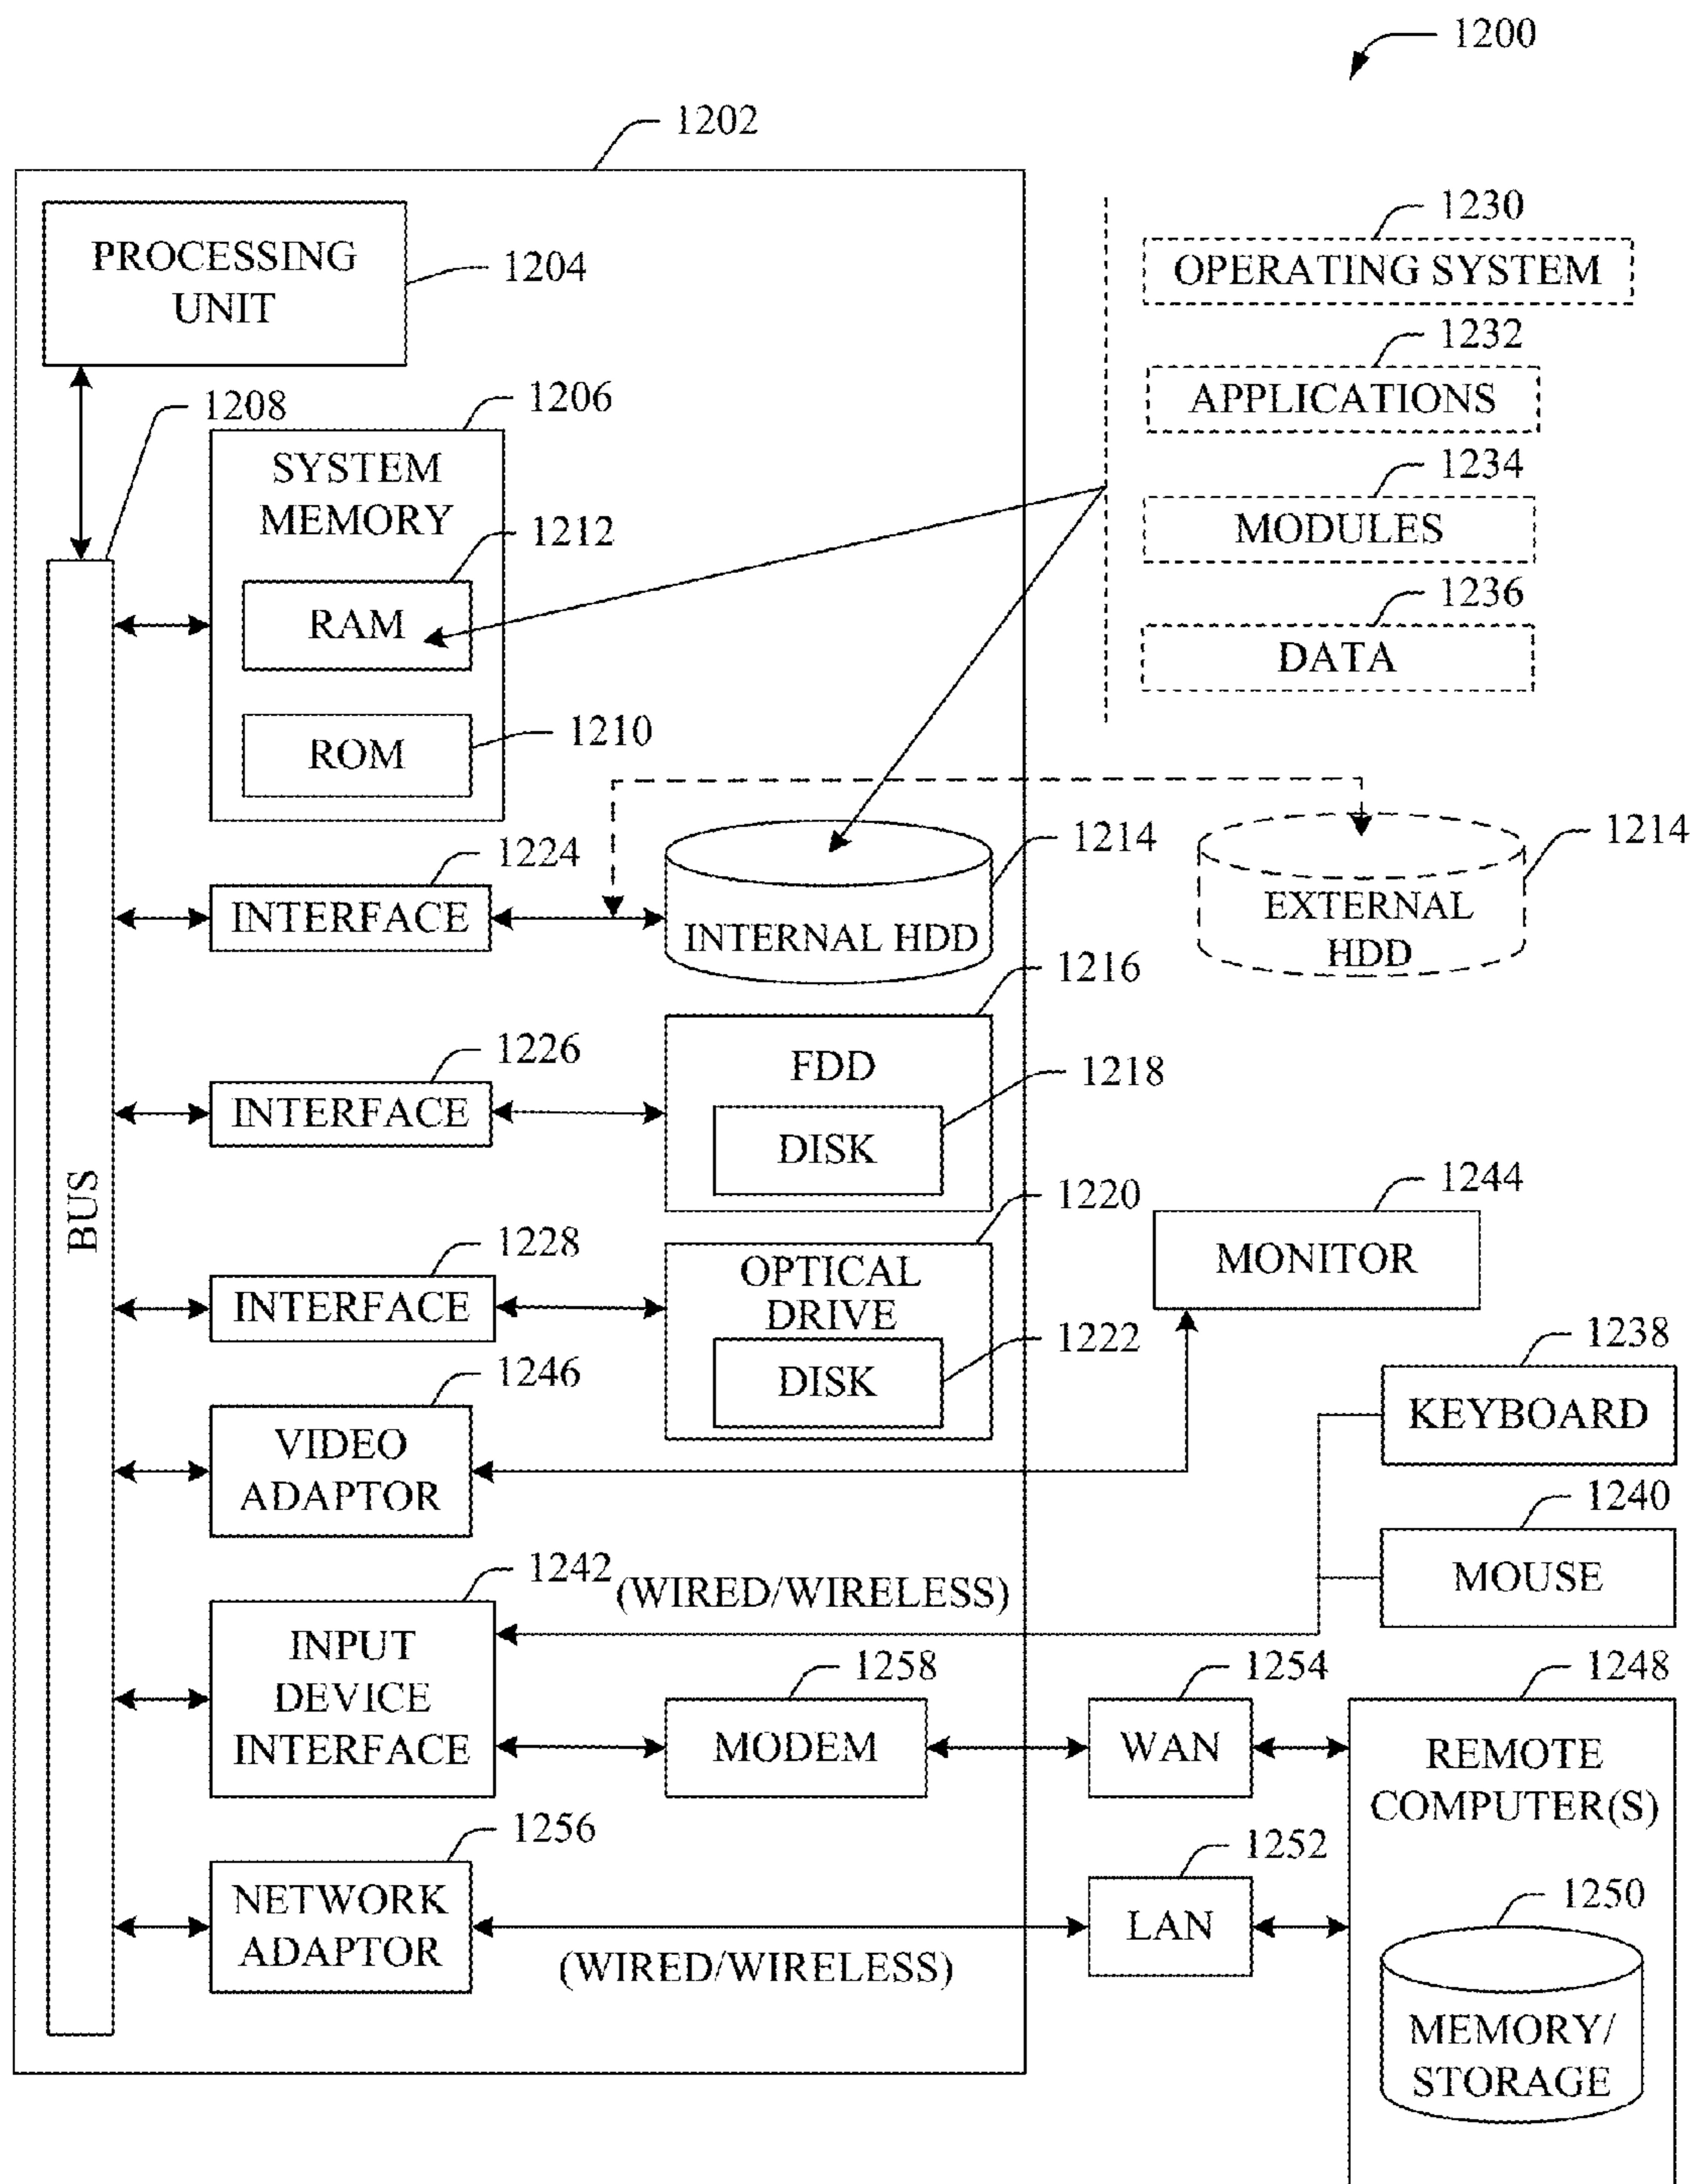 1200
1202
PROCESSING
UNIT
1204
1230
OPERATING SYSTEM
1232
APPLICATIONS
1234
MODULES
1236
DATA
1208
1206
SYSTEM
MEMORY
1212
RAM
1210
ROM
1224
INTERFACE
1214
INTERNAL HDD
1214
EXTERNAL
HDD
1216
FDD
1218
DISK
1226
INTERFACE
BUS
1220
OPTICAL
DRIVE
1222
DISK
1228
INTERFACE
1244
MONITOR
1238
KEYBOARD
1240
MOUSE
1246
VIDEO
ADAPTOR
1242
(WIRED/WIRELESS)
INPUT
DEVICE
INTERFACE
1258
MODEM
1254
WAN
1248
REMOTE
COMPUTER(S)
1256
NETWORK
ADAPTOR
(WIRED/WIRELESS)
1252
LAN
1250
MEMORY/
STORAGE